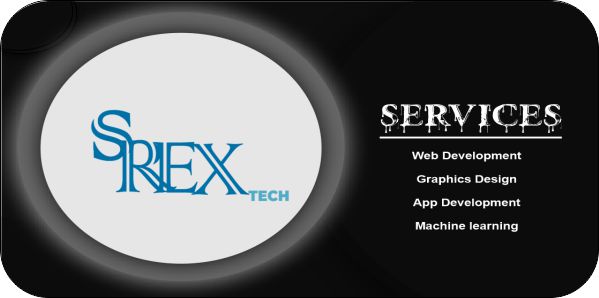 SREX
TECH
SERVICES
Web Development
Graphics Design
App Development
Machine learning